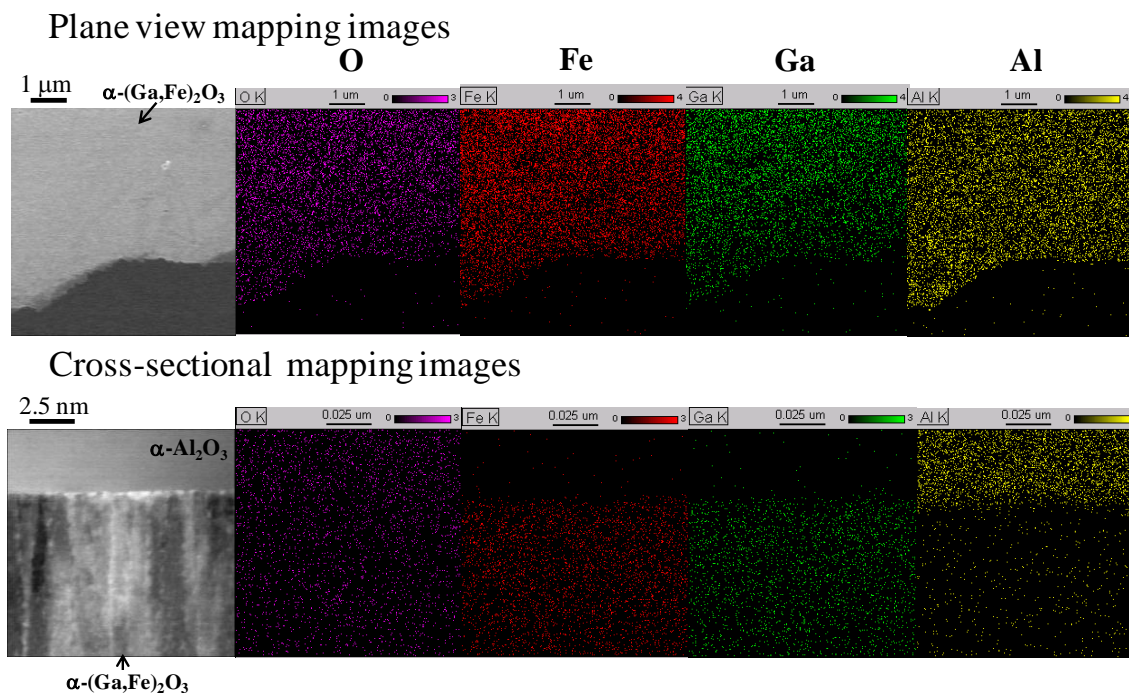 Plane view mapping images
O Fe Ga Al
1 μm
α-(Ga,Fe)₂O₃
O K 1 um 0 3
Fe K 1 um 0 4
Ga K 1 um 0 4
Al K 1 um 0 4
Cross-sectional mapping images
2.5 nm
O K 0.025 um 0 3
Fe K 0.025 um 0 3
Ga K 0.025 um 0 3
Al K 0.025 um 0
α-Al₂O₃
α-(Ga,Fe)₂O₃